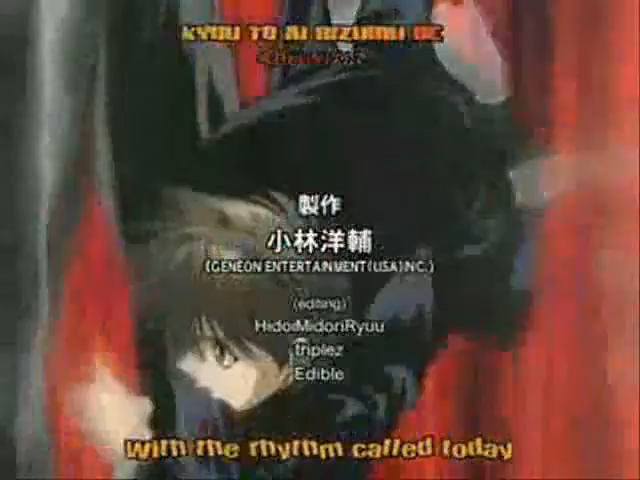 KYOU TO IU RIZUMU DE
製作
小林洋輔
(GENEON ENTERTAINMENT(USA)INC.)
(editing)
HidoiMidoriRyuu
triplez
Edible
With the rhythm called today